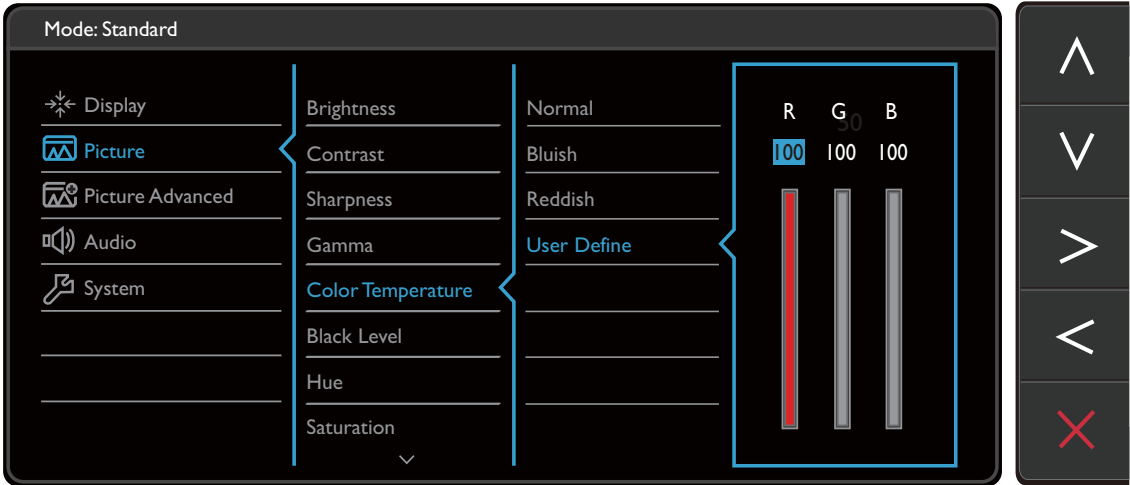 Mode: Standard
Display
Picture
Picture Advanced
Audio
System
Brightness
Contrast
Sharpness
Gamma
Color Temperature
Black Level
Hue
Saturation
Normal
Bluish
Reddish
User Define
R G B
50
100 100 100